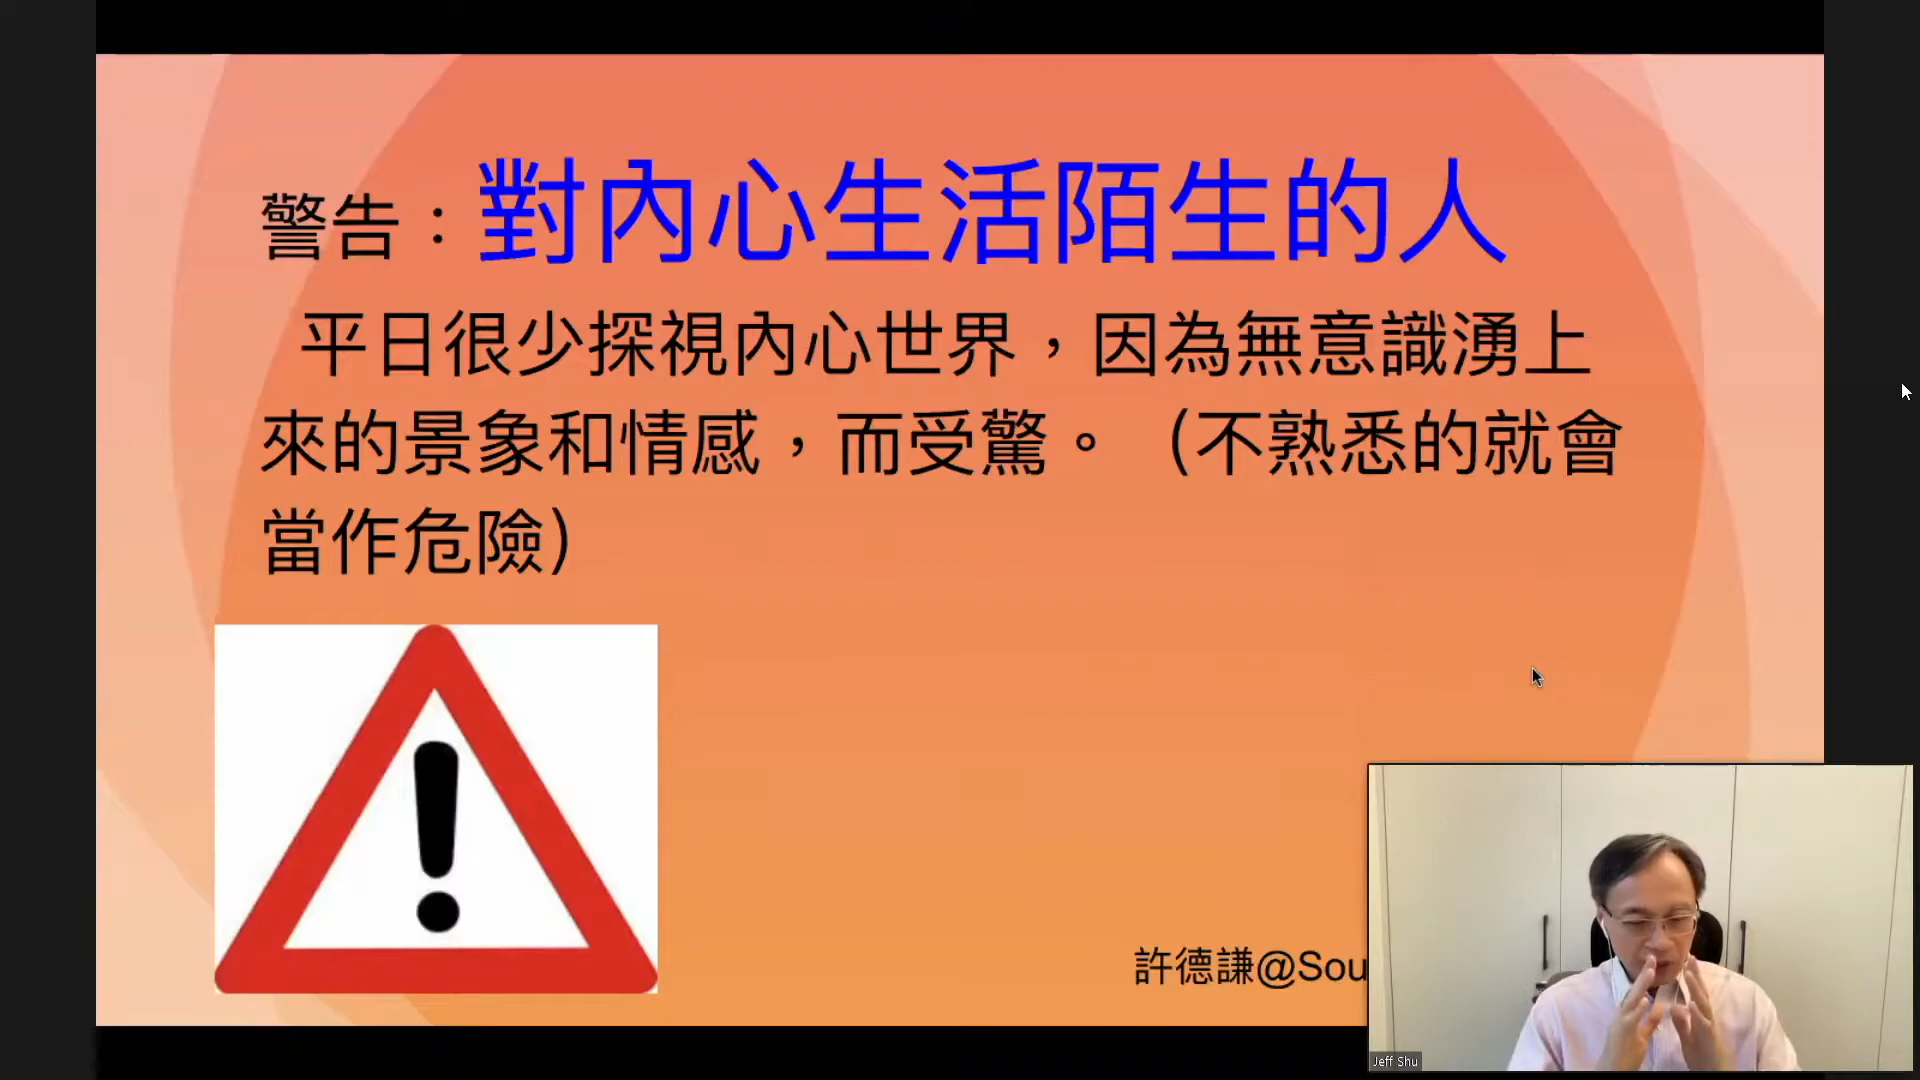 警告：對內心生活陌生的人
平日很少探視內心世界，因為無意識湧上
來的景象和情感，而受驚。（不熟悉的就會
當作危險）
許德謙@Sou
Jeff Shu